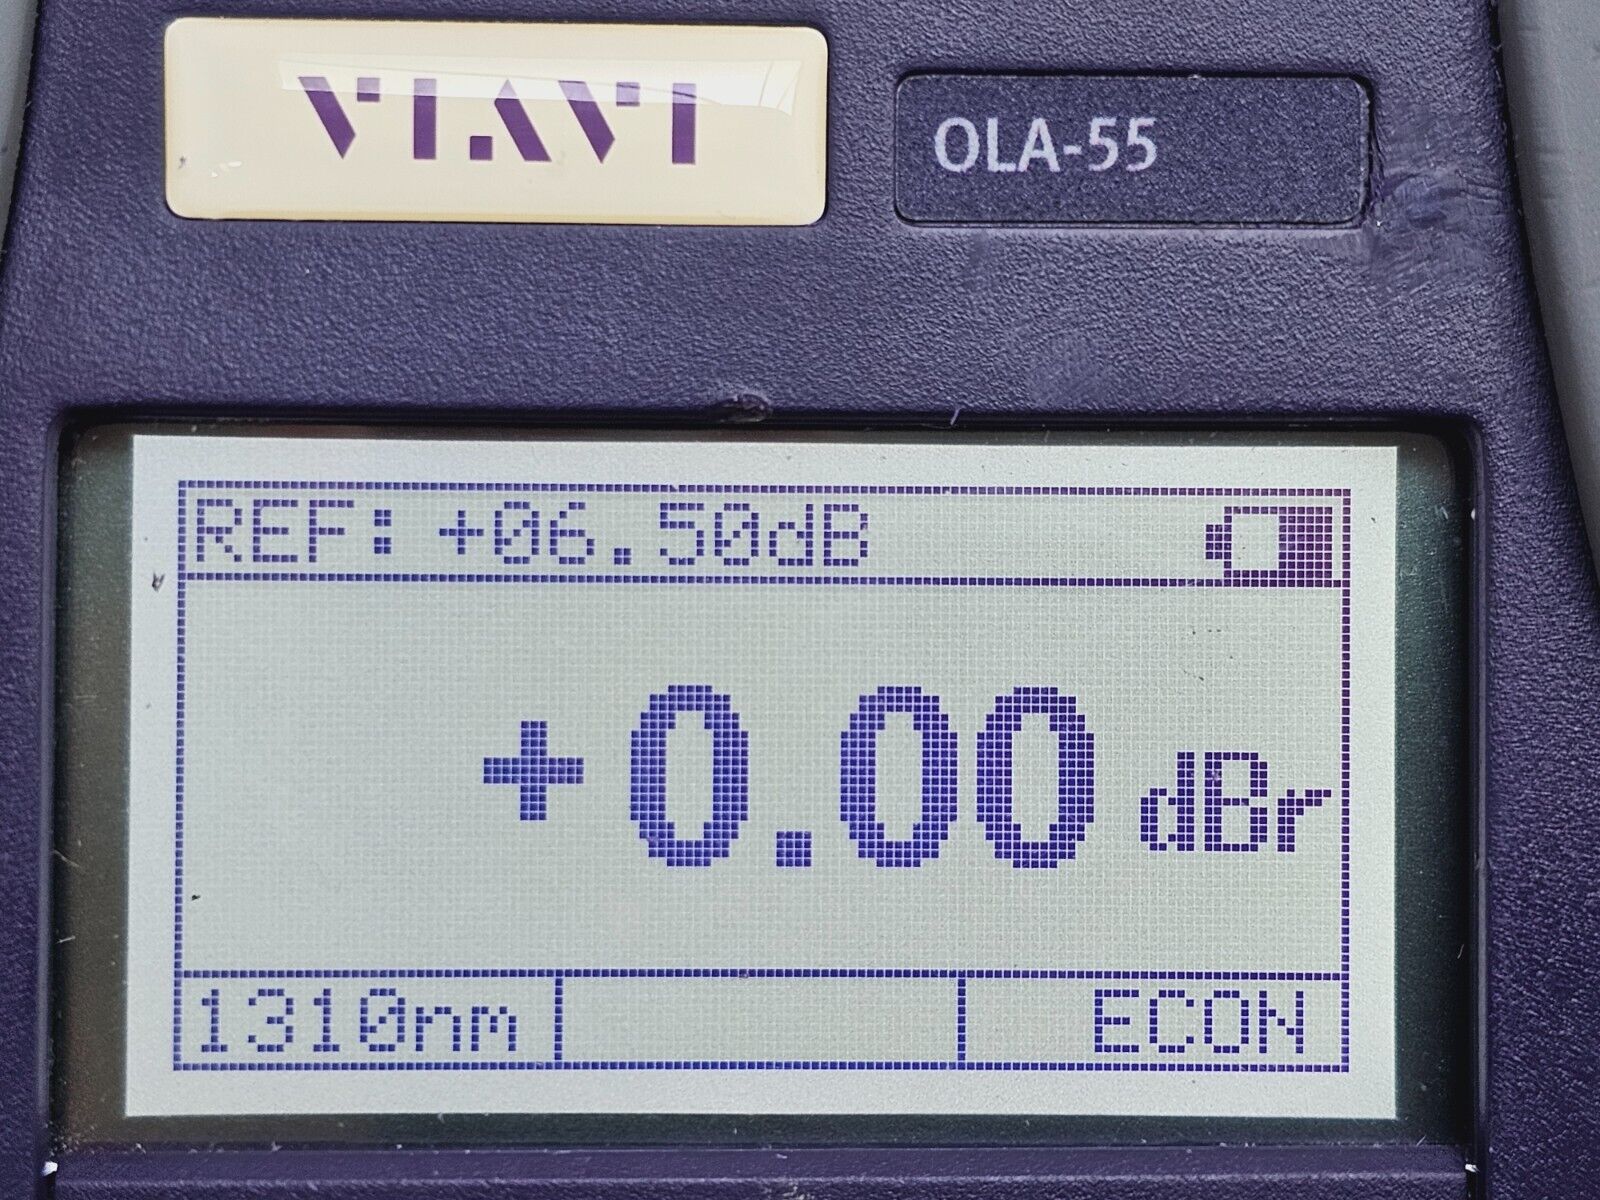 VIAVI
OLA-55
REF: +06.50dB
+0.00 dBr
1310nm
ECON